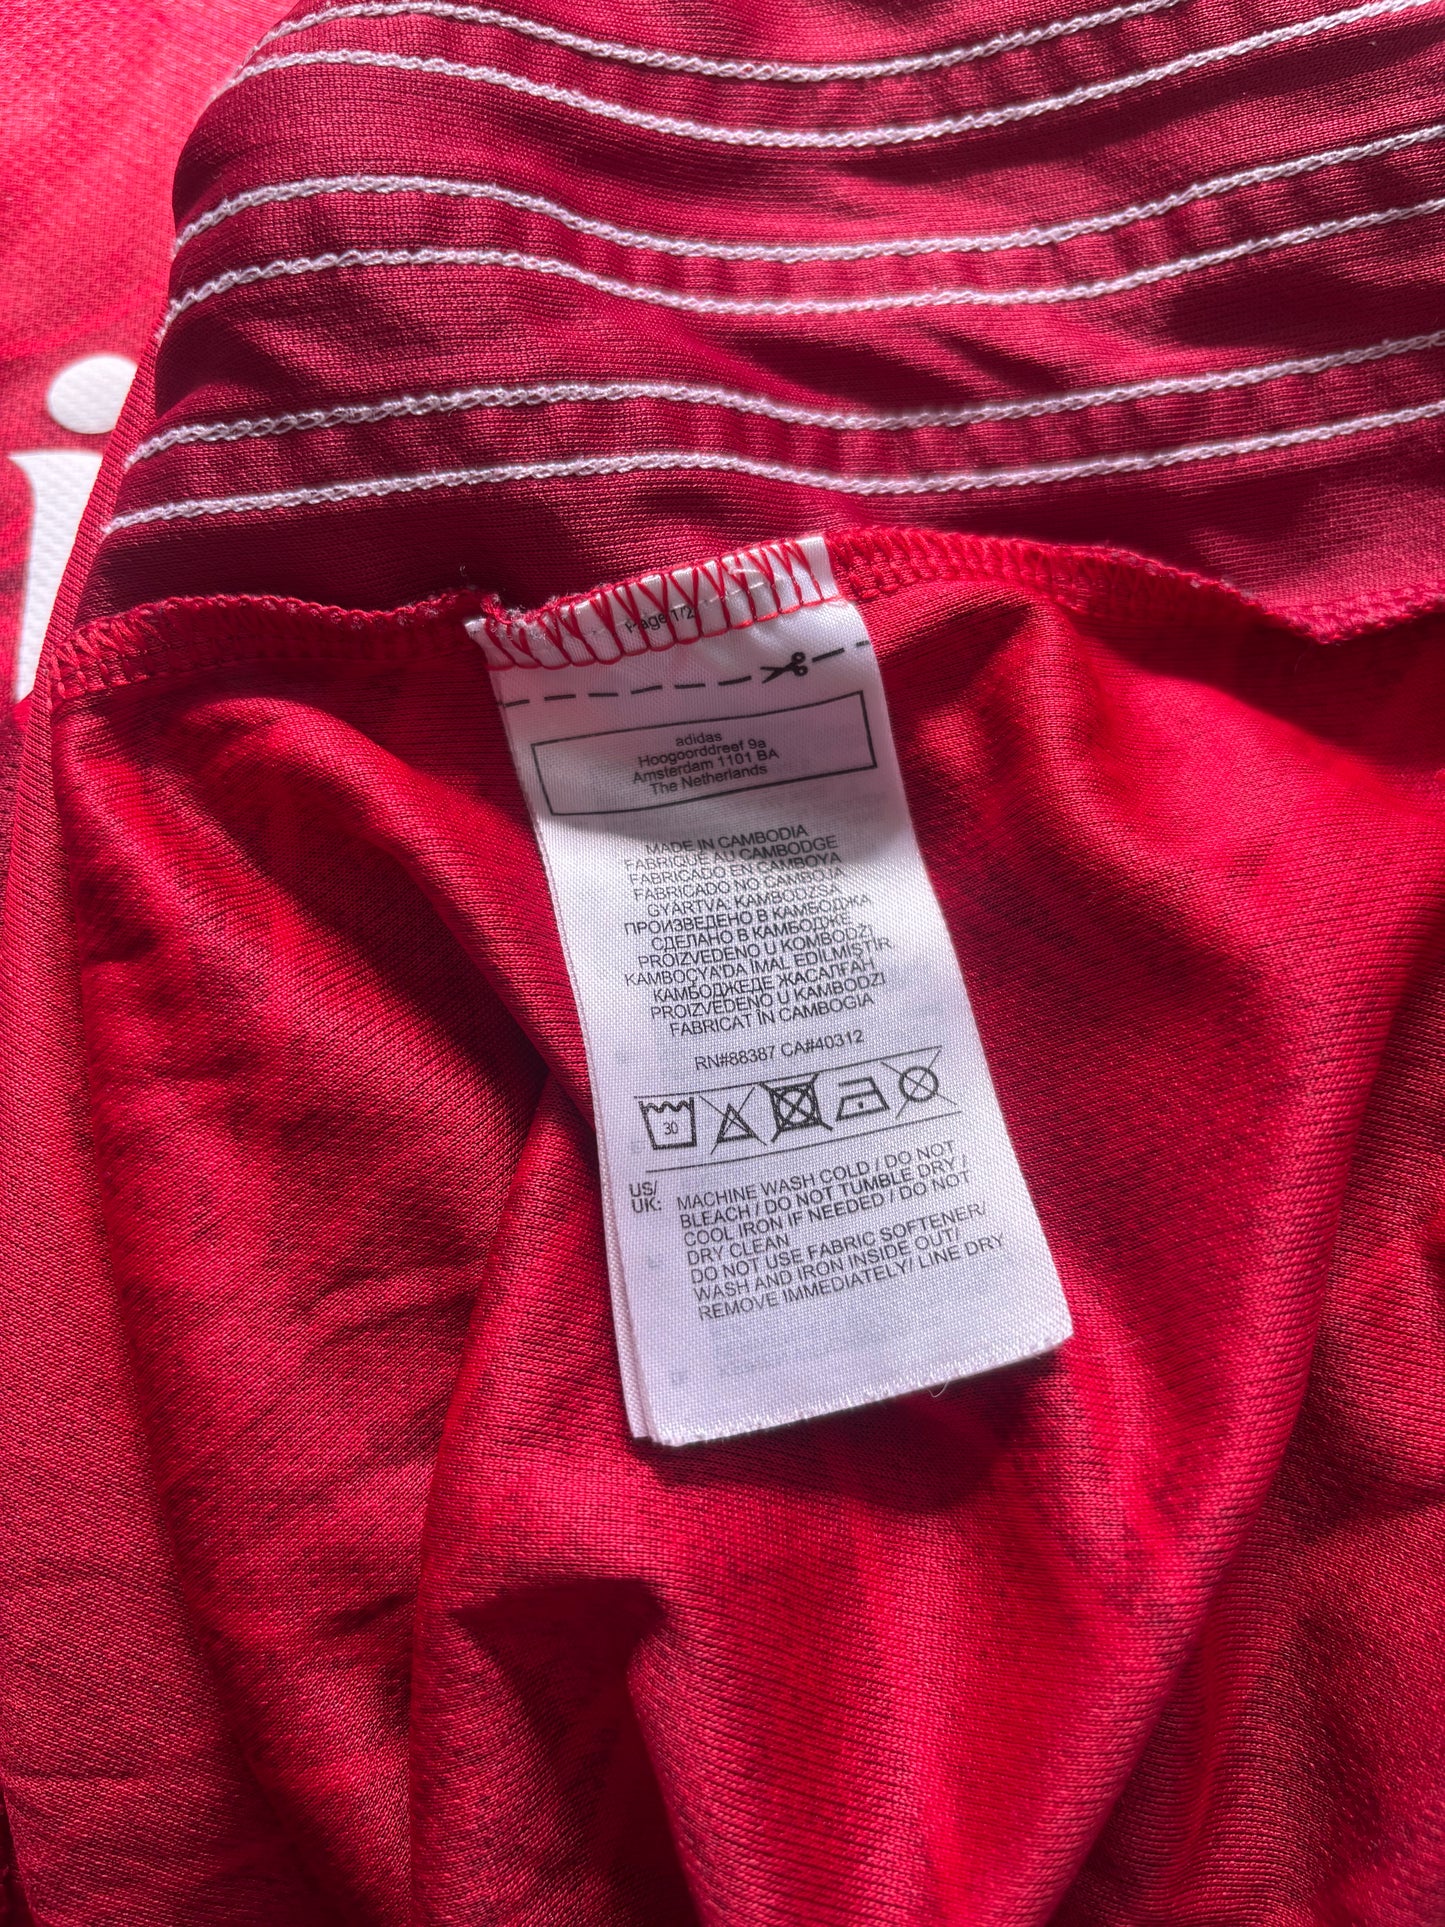 Page 1/2
adidas
Hoogoorddreef 9a
Amsterdam 1101 BA
The Netherlands
MADE IN CAMBODIA
FABRIQUE AU CAMBODGE
FABRICADO EN CAMBOYA
FABRICADO NO CAMBOJA
GYÁRTVA: KAMBODZSA
ПРОИЗВЕДЕНО В КАМБОДЖА
СДЕЛАНО В КАМБОДЖЕ
PROIZVEDENO U KOMBODŽI
KAMBOÇYA'DA İMAL EDİLMİŞTİR
КАМБОДЖЕДЕ ЖАСАЛҒАН
PROIZVEDENO U KAMBODŽI
FABRICAT ÎN CAMBOGIA
RN#88387 CA#40312
30
US/
UK:
MACHINE WASH COLD / DO NOT
BLEACH / DO NOT TUMBLE DRY /
COOL IRON IF NEEDED / DO NOT
DRY CLEAN
DO NOT USE FABRIC SOFTENER/
WASH AND IRON INSIDE OUT/
REMOVE IMMEDIATELY/ LINE DRY
i